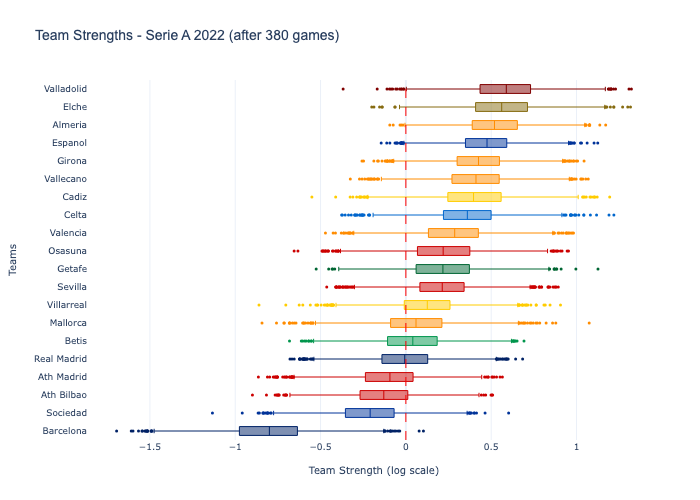 Team Strengths - Serie A 2022 (after 380 games)
Valladolid
Elche
Almeria
Espanol
Girona
Vallecano
Cadiz
Celta
Valencia
Osasuna
Getafe
Sevilla
Villarreal
Mallorca
Betis
Real Madrid
Ath Madrid
Ath Bilbao
Sociedad
Barcelona
Teams
−1.5 −1 −0.5 0 0.5 1
Team Strength (log scale)